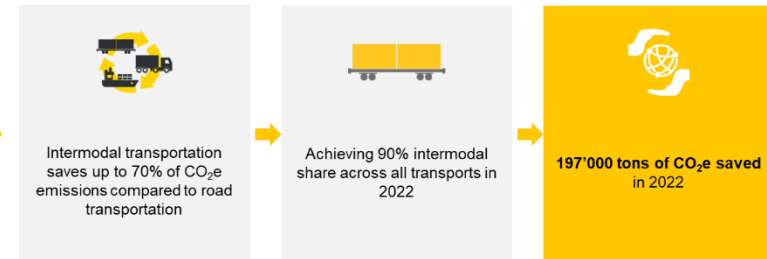 Intermodal transportation
saves up to 70% of CO₂e
emissions compared to road
transportation
Achieving 90% intermodal
share across all transports in
2022
197’000 tons of CO₂e saved
in 2022